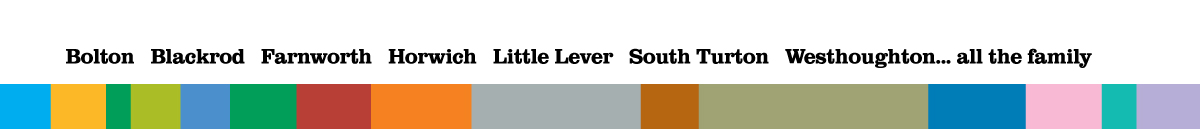 Bolton Blackrod Farnworth Horwich Little Lever South Turton Westhoughton... all the family